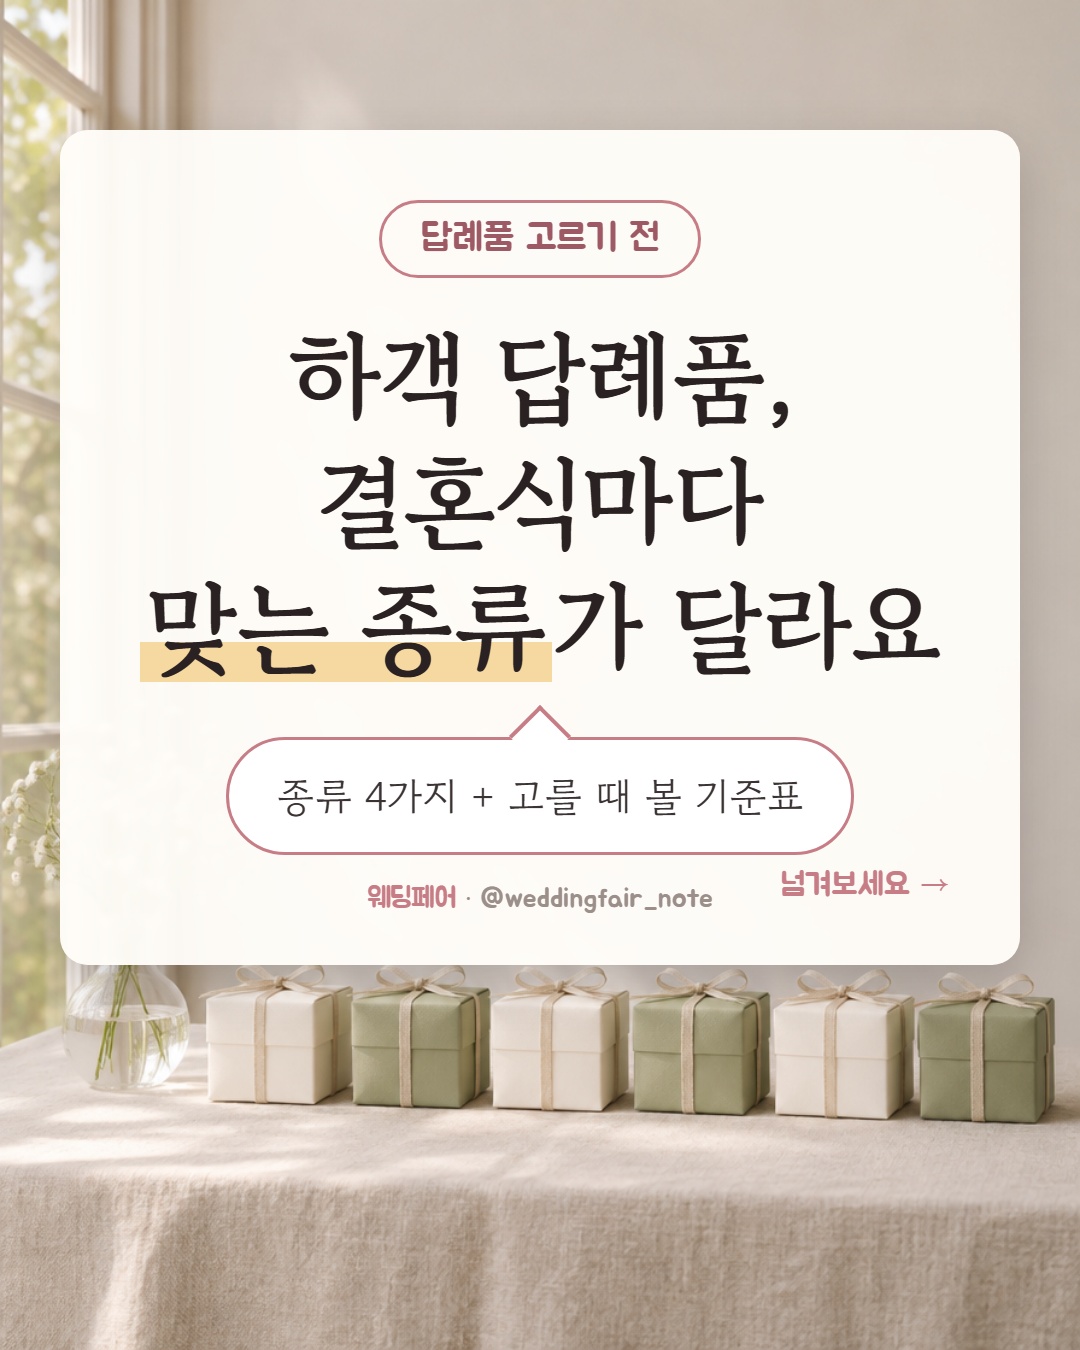 답례품 고르기 전
하객 답례품,
결혼식마다
맞는 종류가 달라요
종류 4가지 + 고를 때 볼 기준표
넘겨보세요 →
웨딩페어 · @weddingfair_note